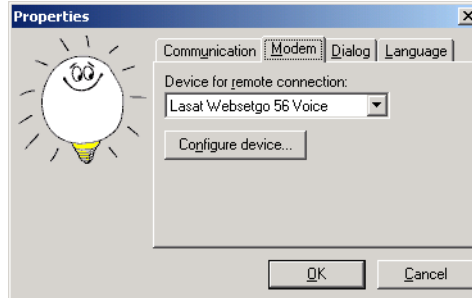 Properties
Communication Modem Dialog Language
Device for remote connection:
Lasat Websetgo 56 Voice
Configure device...
OK Cancel